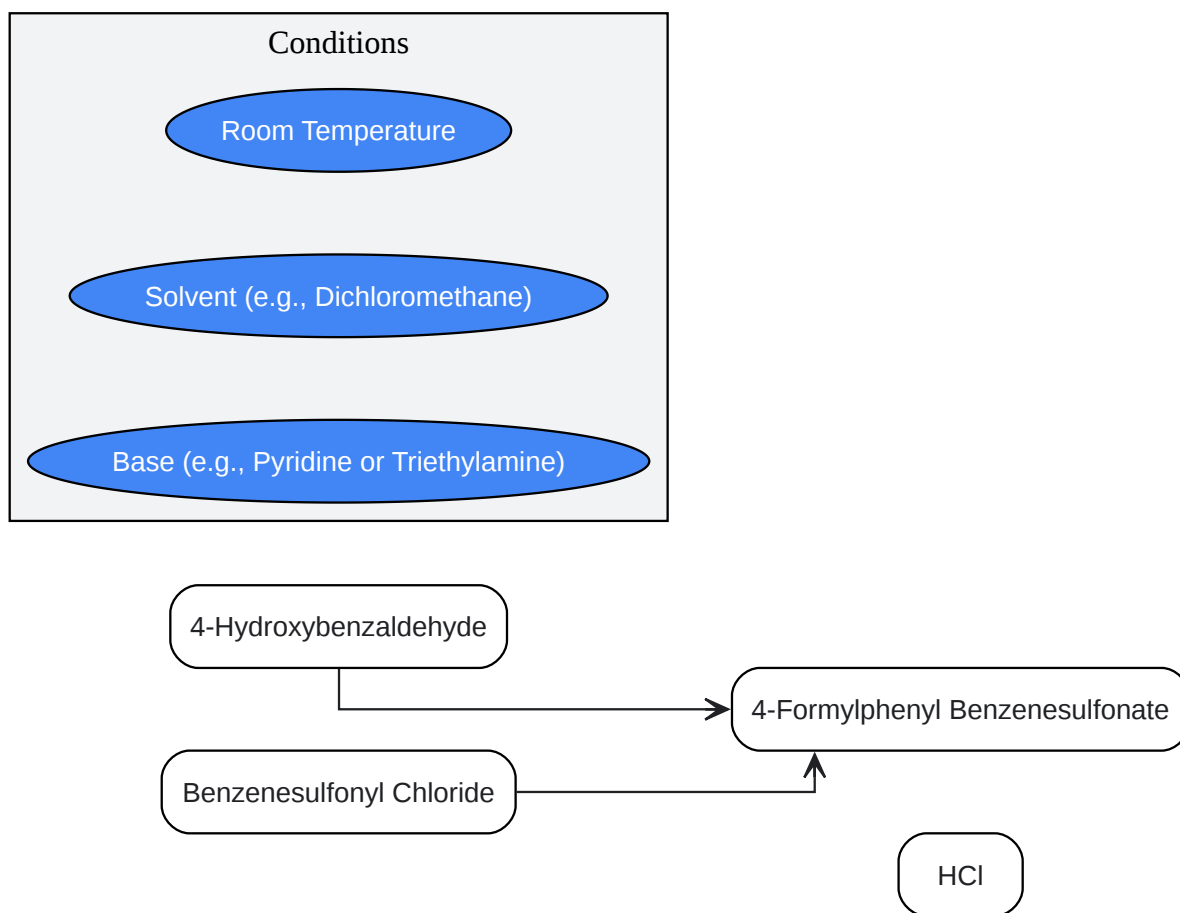 Conditions
Room Temperature
Solvent (e.g., Dichloromethane)
Base (e.g., Pyridine or Triethylamine)
4-Hydroxybenzaldehyde
4-Formylphenyl Benzenesulfonate
Benzenesulfonyl Chloride
HCl